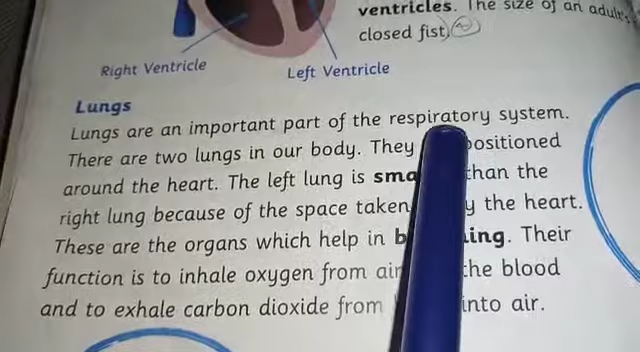 ventricles. The size of an adult's
closed fist.
Right Ventricle
Left Ventricle
Lungs
Lungs are an important part of the respiratory system.
There are two lungs in our body. They positioned
around the heart. The left lung is than the
right lung because of the space taken the heart.
These are the organs which help in Their
function is to inhale oxygen from air the blood
and to exhale carbon dioxide from into air.